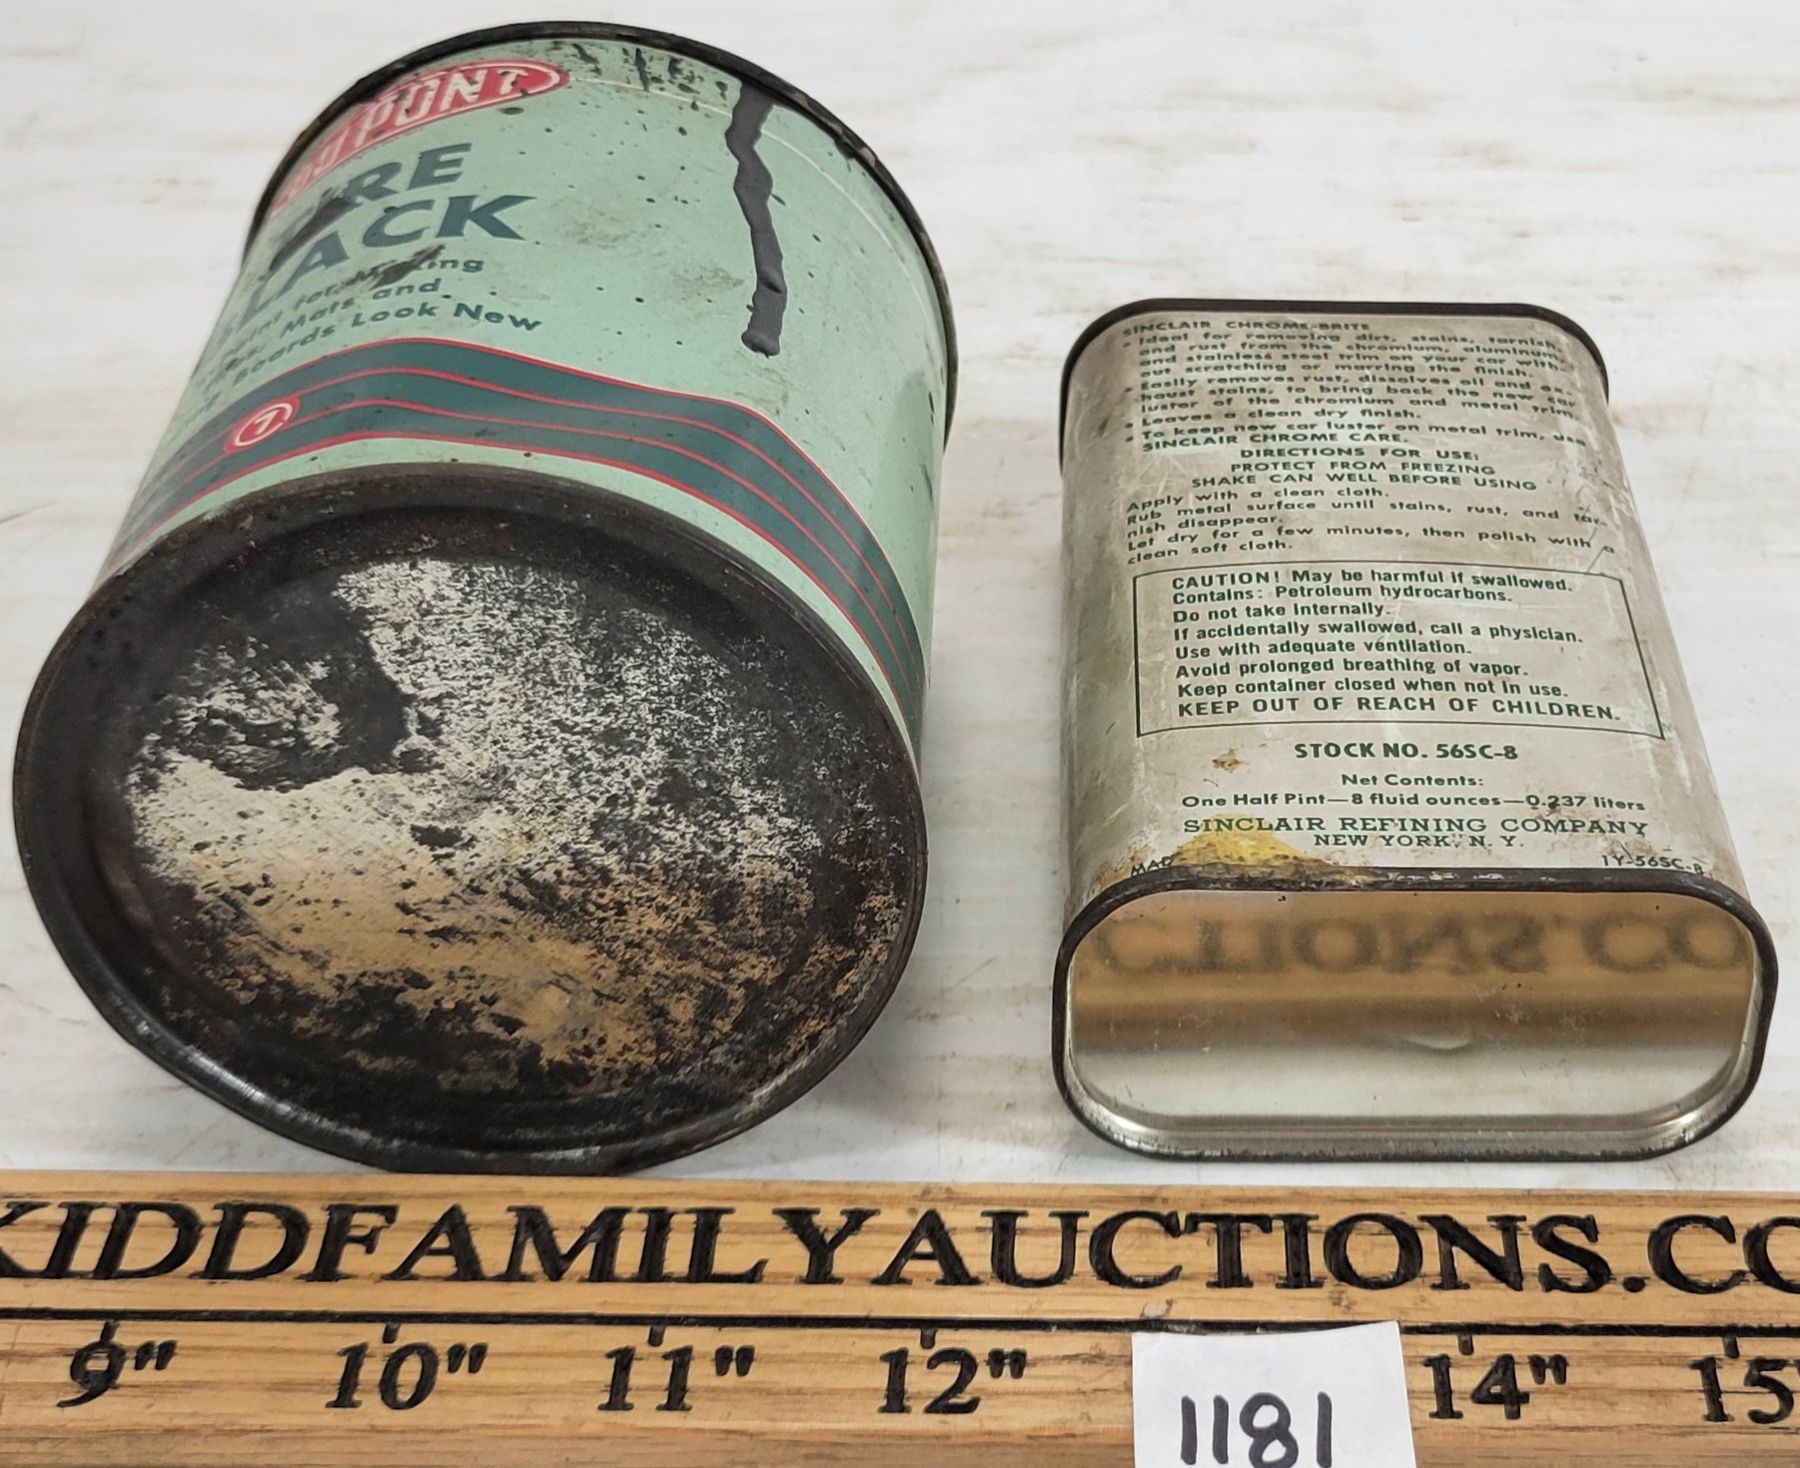 DU PONT
RE
LACK
for Making
Mats and
Boards Look New
7
SINCLAIR CHROME-BRITE
• Ideal for removing dirt, stains, tarnish,
and rust from the chromium, aluminum,
and stainless steel trim on your car with-
out scratching or marring the finish.
• Easily removes rust, dissolves oil and ex-
haust stains, to bring back the new car
luster of the chromium and metal trim.
• Leaves a clean dry finish.
• To keep new car luster on metal trim, use
SINCLAIR CHROME CARE.
DIRECTIONS FOR USE:
PROTECT FROM FREEZING
SHAKE CAN WELL BEFORE USING
Apply with a clean cloth.
Rub metal surface until stains, rust, and tar-
nish disappear.
Let dry for a few minutes, then polish with a
clean soft cloth.
CAUTION! May be harmful if swallowed.
Contains: Petroleum hydrocarbons.
Do not take internally.
If accidentally swallowed, call a physician.
Use with adequate ventilation.
Avoid prolonged breathing of vapor.
Keep container closed when not in use.
KEEP OUT OF REACH OF CHILDREN.
STOCK NO. 56SC-8
Net Contents:
One Half Pint—8 fluid ounces—0.237 liters
SINCLAIR REFINING COMPANY
NEW YORK, N. Y.
MAD 1Y-56SC-8
KIDDFAMILYAUCTIONS.CO
9" 10" 11" 12" 14" 15
1181